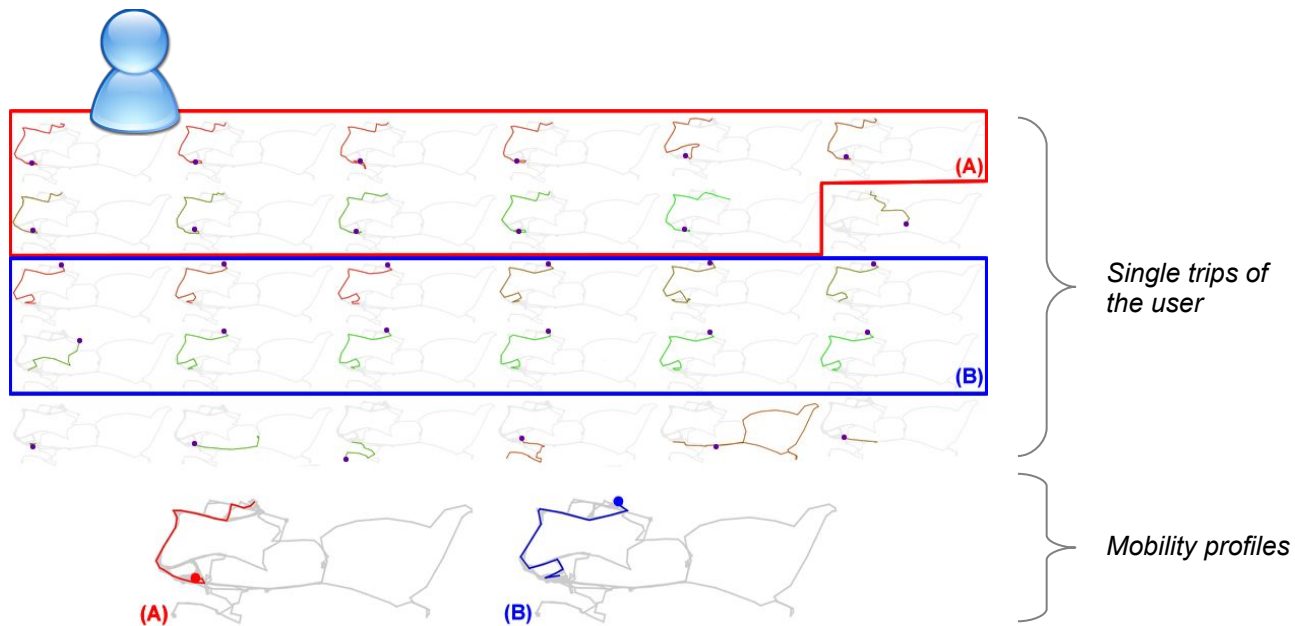 (A)
Single trips of
the user
(B)
Mobility profiles
(A)
(B)